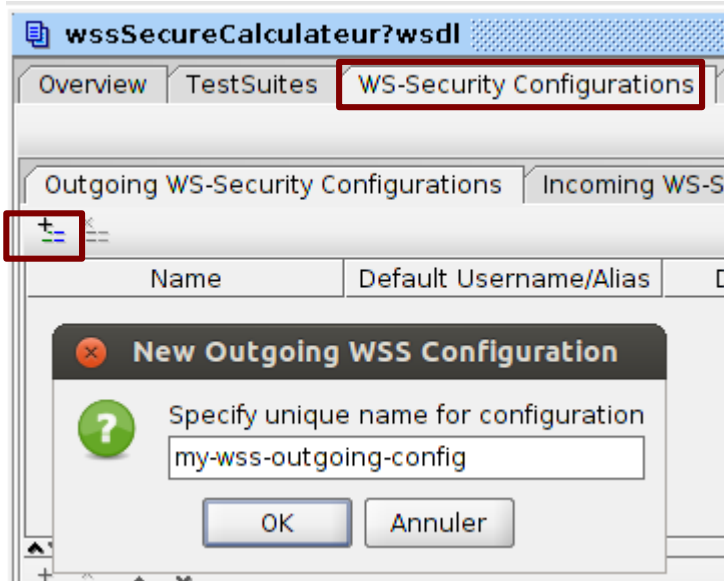 wssSecureCalculateur?wsdl
Overview TestSuites WS-Security Configurations
Outgoing WS-Security Configurations Incoming WS-S
Name Default Username/Alias D
New Outgoing WSS Configuration
Specify unique name for configuration
my-wss-outgoing-config
OK Annuler